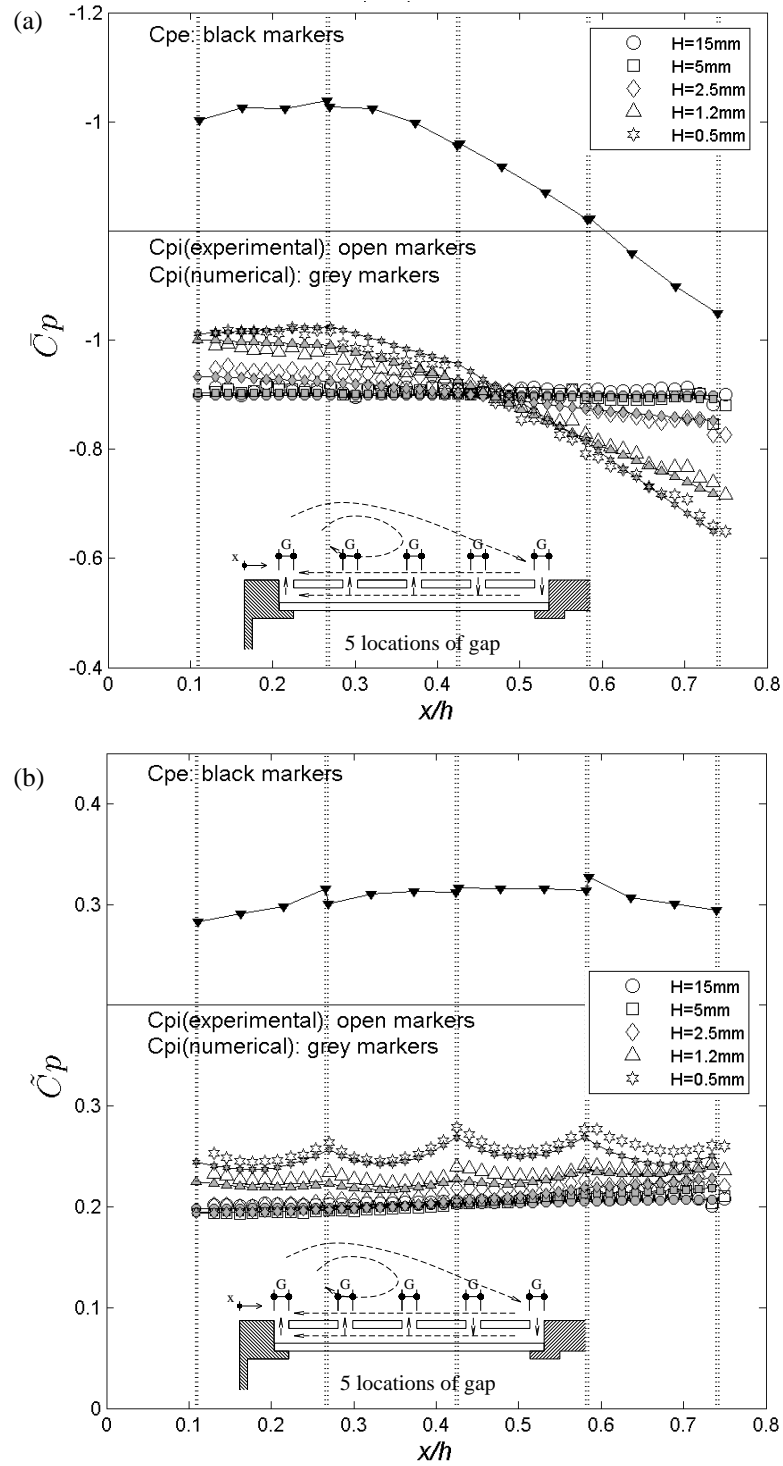 (a)
-1.2
Cpe: black markers
H=15mm
H=5mm
H=2.5mm
H=1.2mm
H=0.5mm
-1
Cpi(experimental): open markers
Cpi(numerical): grey markers
C̄p
-1
-0.8
-0.6
-0.4
G G G G G
x
5 locations of gap
0 0.1 0.2 0.3 0.4 0.5 0.6 0.7 0.8
x/h
(b)
Cpe: black markers
0.4
0.3
H=15mm
H=5mm
H=2.5mm
H=1.2mm
H=0.5mm
Cpi(experimental): open markers
Cpi(numerical): grey markers
C̃p
0.3
0.2
0.1
0
G G G G G
x
5 locations of gap
0 0.1 0.2 0.3 0.4 0.5 0.6 0.7 0.8
x/h